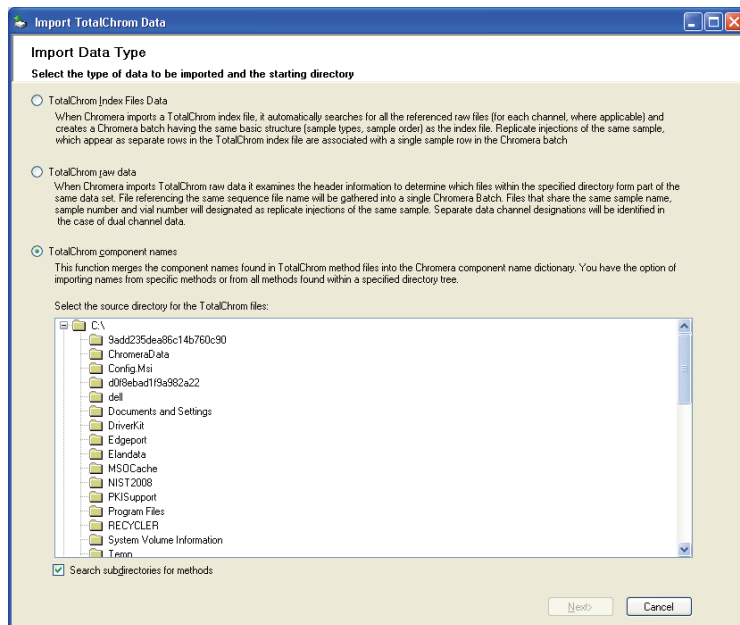 Import TotalChrom Data
Import Data Type
Select the type of data to be imported and the starting directory
TotalChrom Index Files Data
When Chromera imports a TotalChrom index file, it automatically searches for all the referenced raw files (for each channel, where applicable) and
creates a Chromera batch having the same basic structure (sample types, sample order) as the index file. Replicate injections of the same sample,
which appear as separate rows in the TotalChrom index file are associated with a single sample row in the Chromera
batch
TotalChrom raw data
When Chromera imports TotalChrom raw data it examines the header information to determine which files within the specified directory form part of the
same data set. File referencing the same sequence file name will be gathered into a single Chromera Batch. Files that share the same sample name,
sample number and vial number will designated as replicate injections of the same sample. Separate data channel designations will be identified in
the case of dual channel data.
TotalChrom component names
This function merges the component names found in TotalChrom method files into the Chromera component name dictionary. You have the option of
importing names from specific methods or from all methods found within a specified directory tree.
Select the source directory for the TotalChrom files:
C:\
9add235dea86c14b760c90
ChromeraData
Config.Msi
d0f8ebad1f9a982a22
dell
Documents and Settings
DriverKit
Edgeport
Elandata
MSOCache
NIST2008
PKISupport
Program Files
RECYCLER
System Volume Information
Temp
Search subdirectories for methods
Next> Cancel